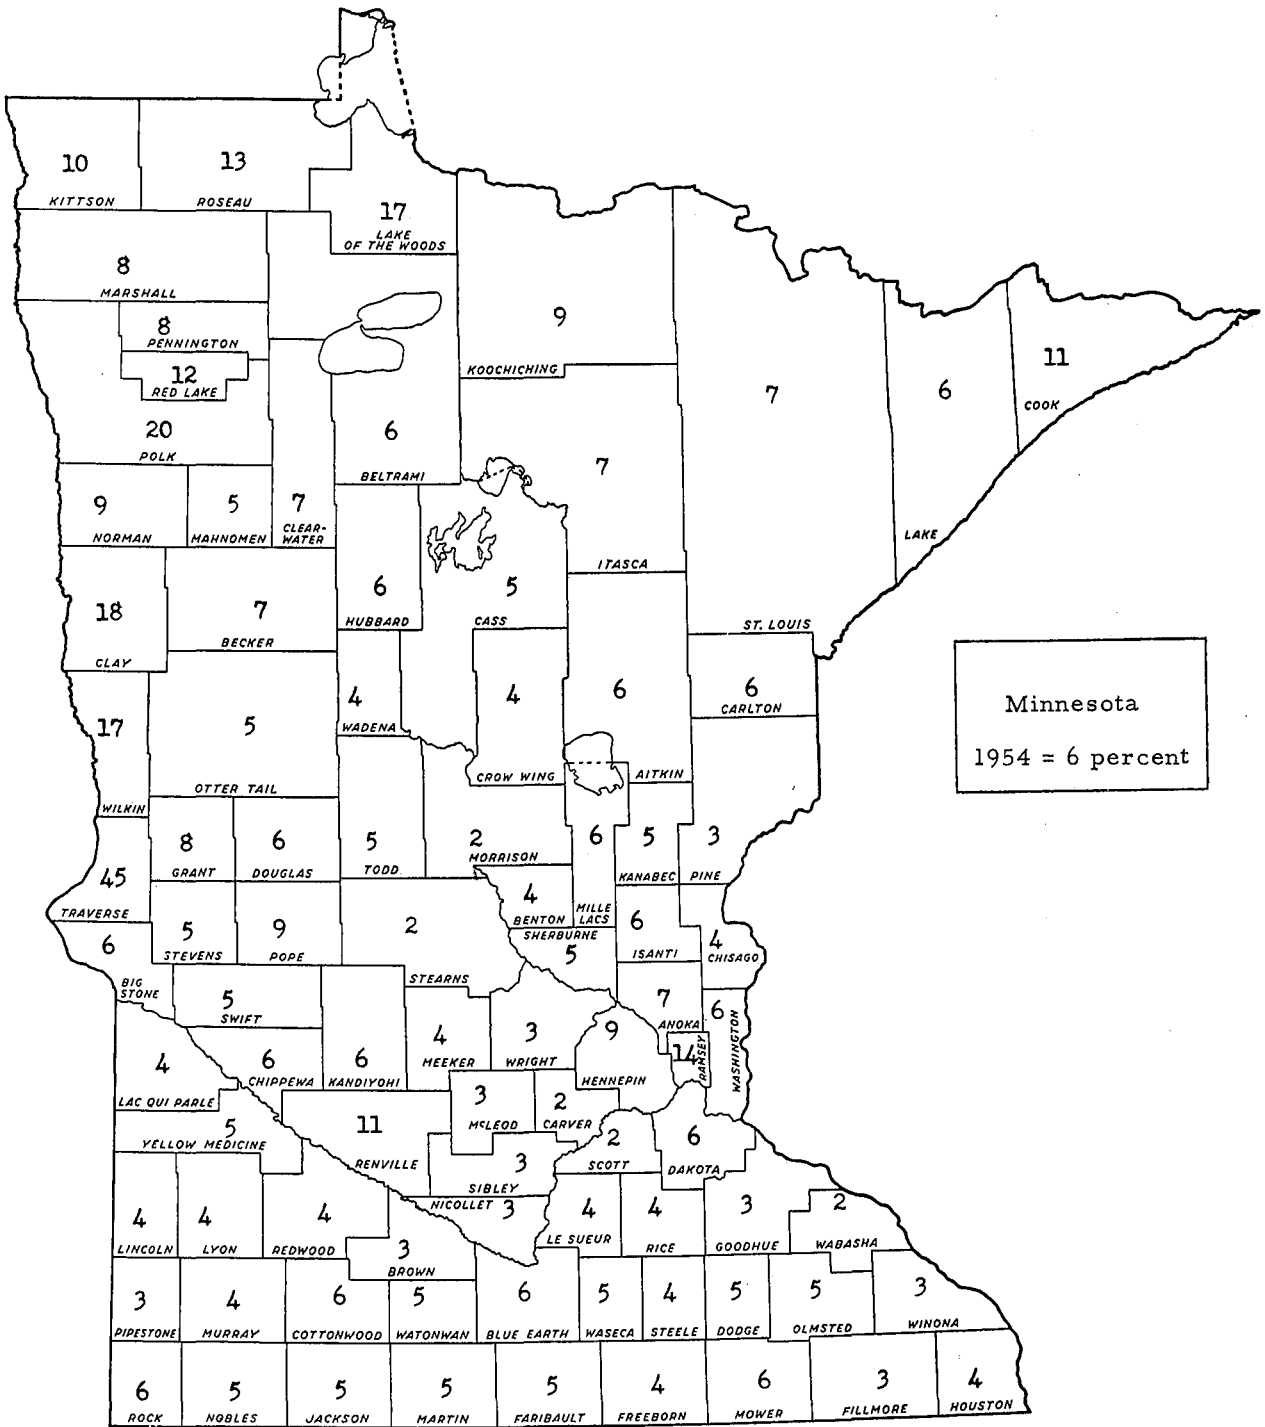 10
KITTSON
13
ROSEAU
17
LAKE
OF THE WOODS
8
MARSHALL
8
PENNINGTON
12
RED LAKE
20
POLK
9
KOOCHICHING
7
ST. LOUIS
6
LAKE
11
COOK
6
BELTRAMI
7
ITASCA
9
NORMAN
5
MAHNOMEN
7
CLEAR-
WATER
18
CLAY
7
BECKER
6
HUBBARD
5
CASS
17
WILKIN
5
OTTER TAIL
4
WADENA
4
CROW WING
6
AITKIN
6
CARLTON
Minnesota
1954 = 6 percent
45
TRAVERSE
8
GRANT
6
DOUGLAS
5
TODD
2
MORRISON
6
MILLE
LACS
5
KANABEC
3
PINE
6
BIG
STONE
5
STEVENS
9
POPE
2
STEARNS
4
BENTON
SHERBURNE
5
6
ISANTI
4
CHISAGO
5
SWIFT
6
CHIPPEWA
6
KANDIYOHI
4
MEEKER
3
WRIGHT
9
HENNEPIN
7
ANOKA
14
RAMSEY
6
WASHINGTON
4
LAC QUI PARLE
5
YELLOW MEDICINE
11
RENVILLE
3
McLEOD
2
CARVER
2
SCOTT
6
DAKOTA
3
SIBLEY
NICOLLET
3
4
LINCOLN
4
LYON
4
REDWOOD
3
BROWN
4
LE SUEUR
4
RICE
3
GOODHUE
2
WABASHA
3
PIPESTONE
4
MURRAY
6
COTTONWOOD
5
WATONWAN
6
BLUE EARTH
5
WASECA
4
STEELE
5
DODGE
5
OLMSTED
3
WINONA
6
ROCK
5
NOBLES
5
JACKSON
5
MARTIN
5
FARIBAULT
4
FREEBORN
6
MOWER
3
FILLMORE
4
HOUSTON